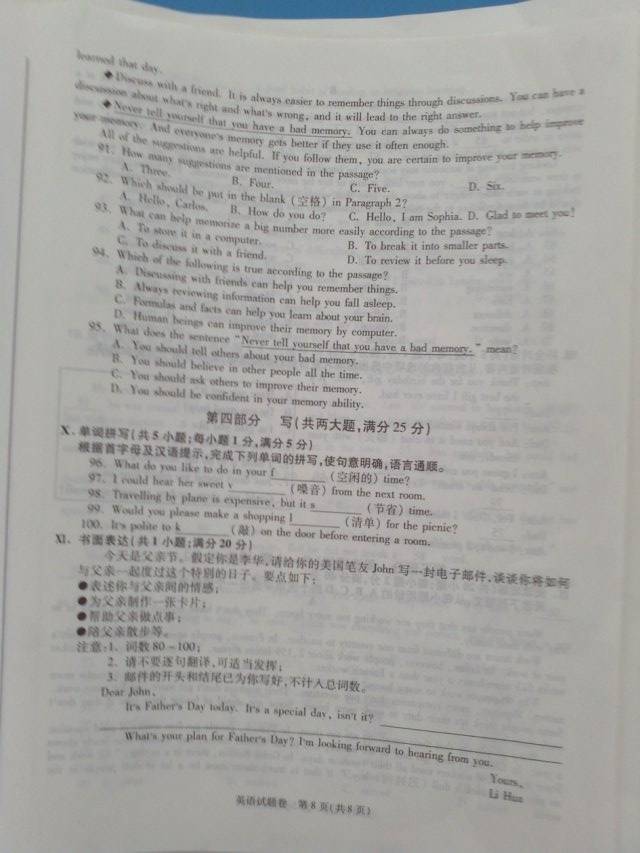 learned that day.
◆Discuss with a friend. It is always easier to remember things through discussions. You can have a
discussion about what's right and what's wrong, and it will lead to the right answer.
◆Never tell yourself that you have a bad memory. You can always do something to help improve
your memory. And everyone's memory gets better if they use it often enough.
All of the suggestions are helpful. If you follow them, you are certain to improve your memory.
91. How many suggestions are mentioned in the passage?
A. Three. B. Four. C. Five. D. Six.
92. Which should be put in the blank (空格) in Paragraph 2?
A. Hello, Carlos. B. How do you do? C. Hello, I am Sophia. D. Glad to meet you!
93. What can help memorize a big number more easily according to the passage?
A. To store it in a computer. B. To break it into smaller parts.
C. To discuss it with a friend. D. To review it before you sleep.
94. Which of the following is true according to the passage?
A. Discussing with friends can help you remember things.
B. Always reviewing information can help you fall asleep.
C. Formulas and facts can help you learn about your brain.
D. Human beings can improve their memory by computer.
95. What does the sentence "Never tell yourself that you have a bad memory." mean?
A. You should tell others about your bad memory.
B. You should believe in other people all the time.
C. You should ask others to improve their memory.
D. You should be confident in your memory ability.
第四部分 写(共两大题,满分25分)
X. 单词拼写(共5小题;每小题1分,满分5分)
根据首字母及汉语提示,完成下列单词的拼写,使句意明确,语言通顺。
96. What do you like to do in your f________ (空闲的) time?
97. I could hear her sweet v________ (嗓音) from the next room.
98. Travelling by plane is expensive, but it s________ (节省) time.
99. Would you please make a shopping l________ (清单) for the picnic?
100. It's polite to k________ (敲) on the door before entering a room.
XI. 书面表达(共1小题;满分20分)
今天是父亲节。假定你是李华,请给你的美国笔友John写一封电子邮件,谈谈你将如何
与父亲一起度过这个特别的日子。要点如下:
●表述你与父亲间的情感;
●为父亲制作一张卡片;
●帮助父亲做点事;
●陪父亲散步等。
注意:1. 词数80-100;
2. 请不要逐句翻译,可适当发挥;
3. 邮件的开头和结尾已为你写好,不计入总词数。
Dear John,
It's Father's Day today. It's a special day, isn't it? ________
What's your plan for Father's Day? I'm looking forward to hearing from you.
Yours,
Li Hua
英语试题卷 第8页(共8页)